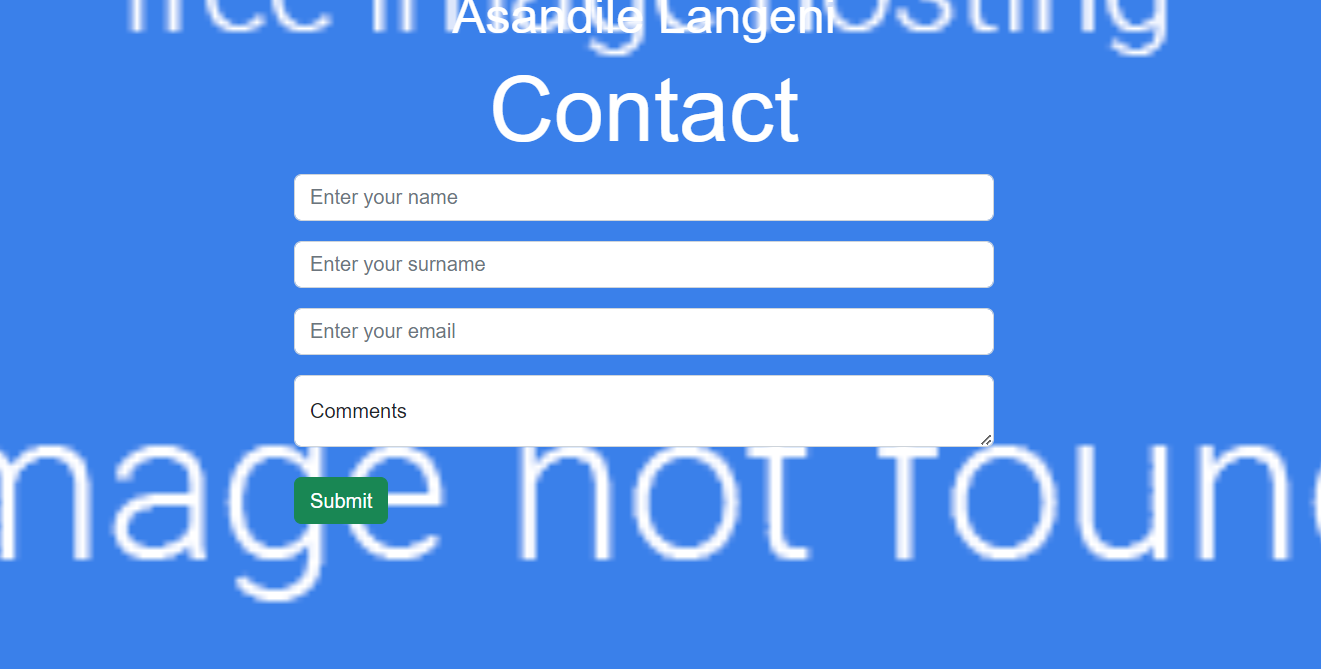 free image hosting
Asandile Langeni
Contact
Enter your name
Enter your surname
Enter your email
Comments
mage not found
Submit